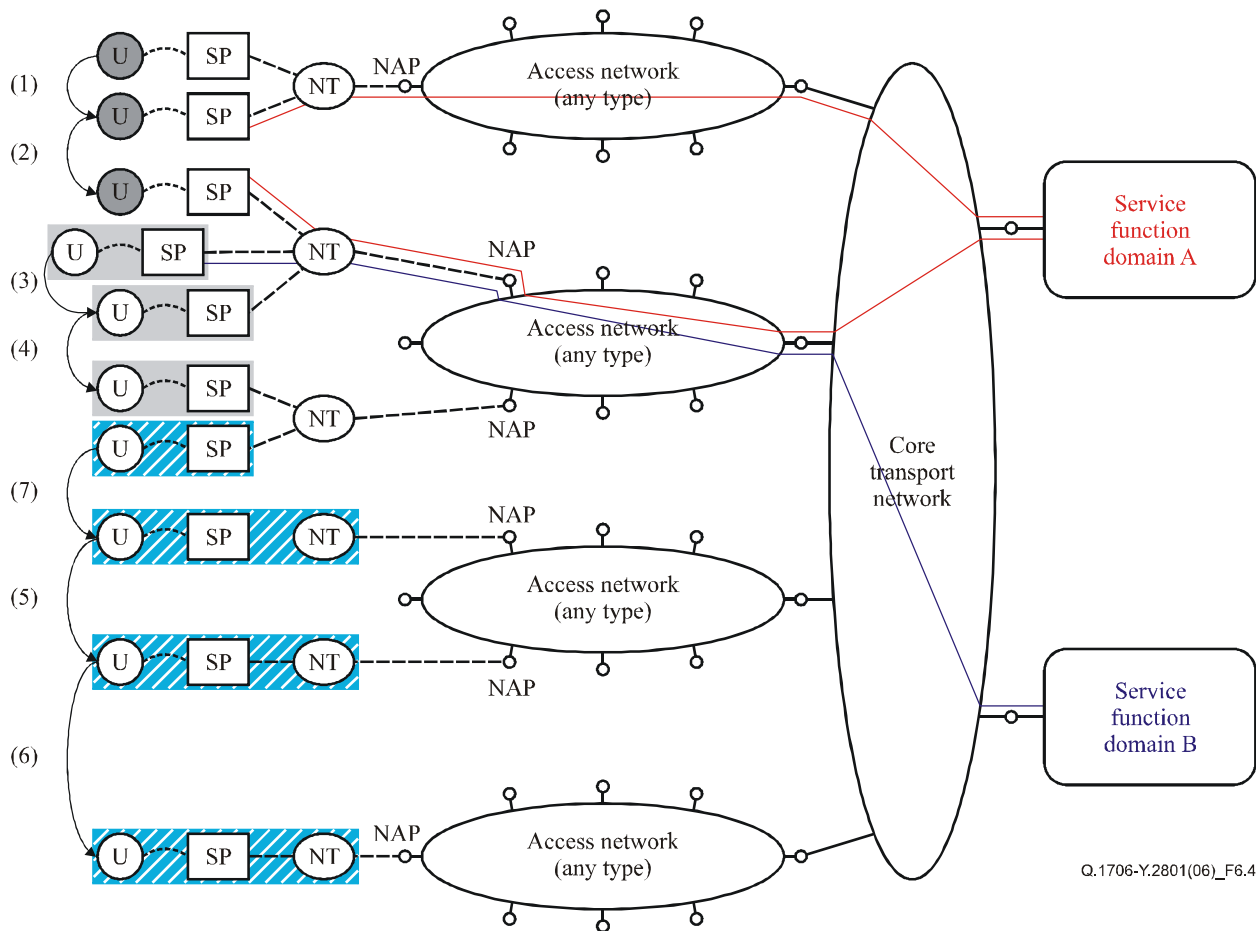 U
SP
(1)
NT
NAP
Access network
(any type)
U
SP
(2)
U
SP
Service
function
domain A
U
SP
NT
NAP
(3)
U
SP
Access network
(any type)
(4)
U
SP
NT
NAP
U
SP
Core
transport
network
(7)
NAP
U
SP
NT
Access network
(any type)
(5)
U
SP
NT
NAP
Service
function
domain B
(6)
NAP
U
SP
NT
Access network
(any type)
Q.1706-Y.2801(06)_F6.4